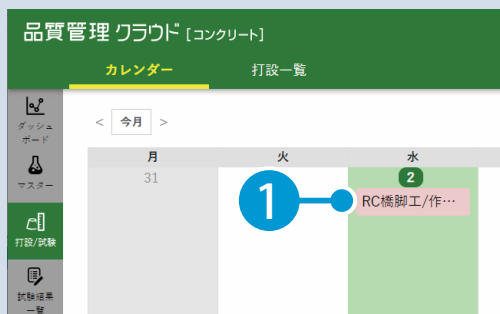 品質管理 クラウド [コンクリート]
カレンダー 打設一覧
ダッシュ
ボード
マスター
打設/試験
試験結果
一覧
< 今月 >
月 火 水
31 2
1 RC橋脚工/作…